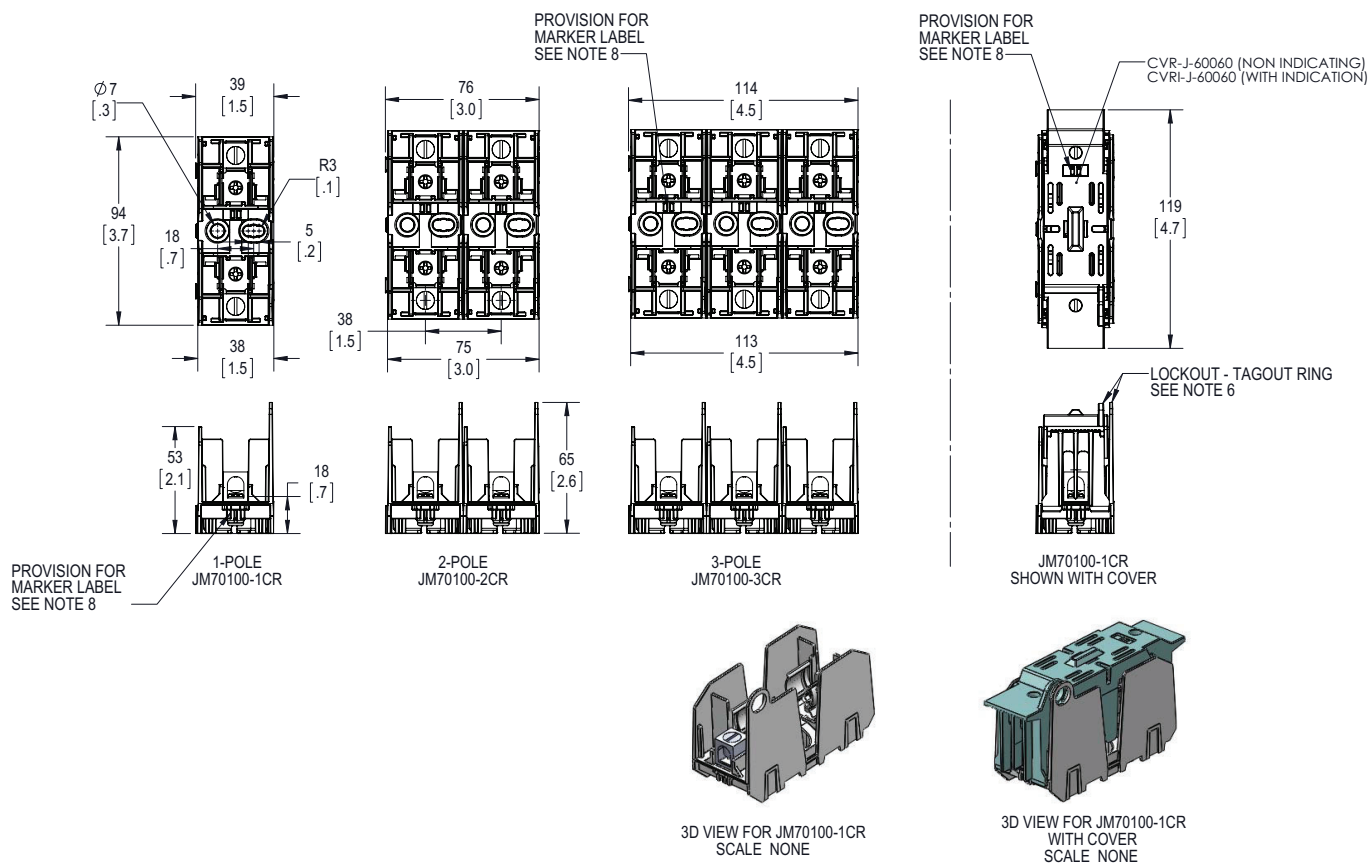 PROVISION FOR
MARKER LABEL
SEE NOTE 8
PROVISION FOR
MARKER LABEL
SEE NOTE 8
CVR-J-60060 (NON INDICATING)
CVRI-J-60060 (WITH INDICATION)
Ø7
[.3]
39
[1.5]
76
[3.0]
114
[4.5]
R3
[.1]
94
[3.7]
18
[.7]
5
[.2]
119
[4.7]
38
[1.5]
38
[1.5]
75
[3.0]
113
[4.5]
LOCKOUT - TAGOUT RING
SEE NOTE 6
53
[2.1]
18
[.7]
65
[2.6]
PROVISION FOR
MARKER LABEL
SEE NOTE 8
1-POLE
JM70100-1CR
2-POLE
JM70100-2CR
3-POLE
JM70100-3CR
JM70100-1CR
SHOWN WITH COVER
3D VIEW FOR JM70100-1CR
SCALE NONE
3D VIEW FOR JM70100-1CR
WITH COVER
SCALE NONE